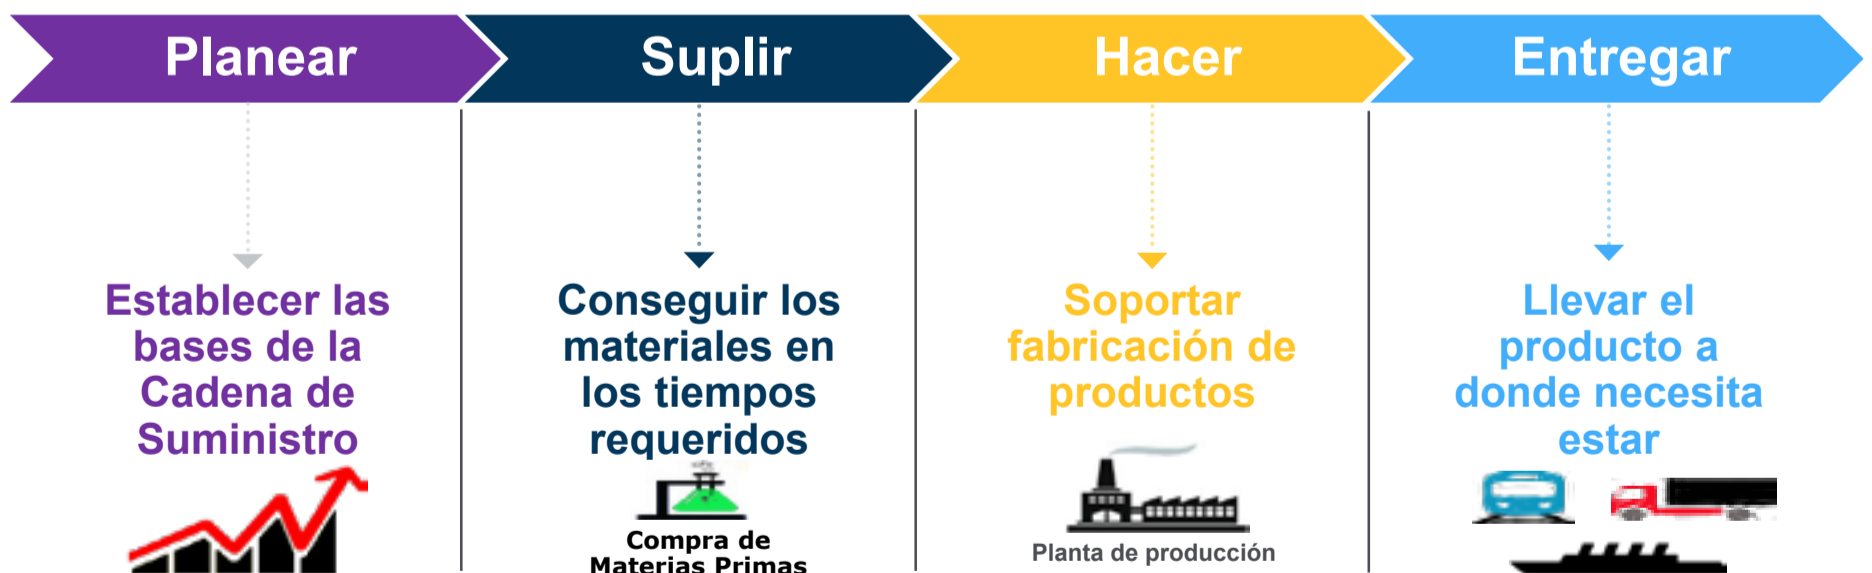 Planear
Suplir
Hacer
Entregar
Establecer las
bases de la
Cadena de
Suministro
Conseguir los
materiales en
los tiempos
requeridos
Compra de
Materias Primas
Soportar
fabricación de
productos
Planta de producción
Llevar el
producto a
donde necesita
estar